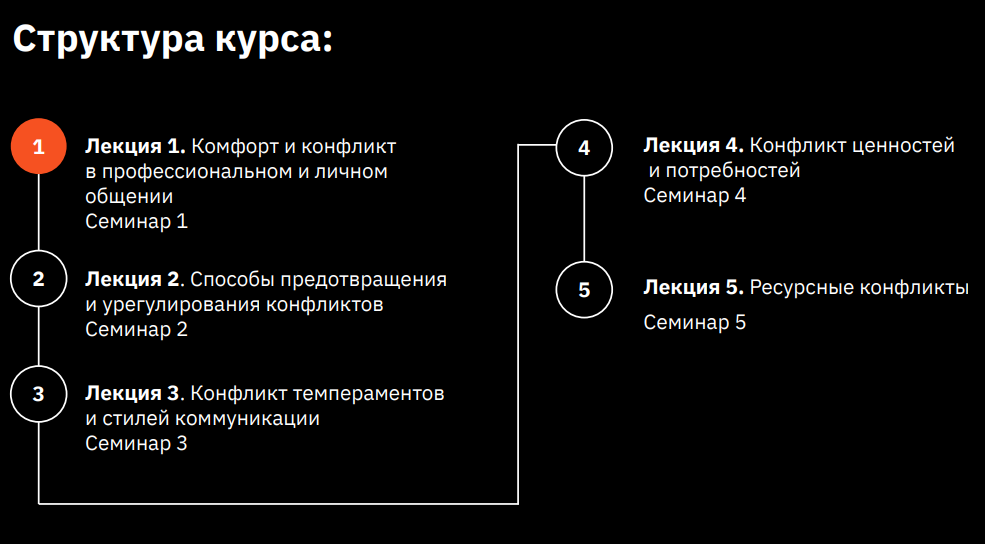 Структура курса:
1
Лекция 1. Комфорт и конфликт
в профессиональном и личном
общении
Семинар 1
2
Лекция 2. Способы предотвращения
и урегулирования конфликтов
Семинар 2
3
Лекция 3. Конфликт темпераментов
и стилей коммуникации
Семинар 3
4
Лекция 4. Конфликт ценностей
и потребностей
Семинар 4
5
Лекция 5. Ресурсные конфликты
Семинар 5